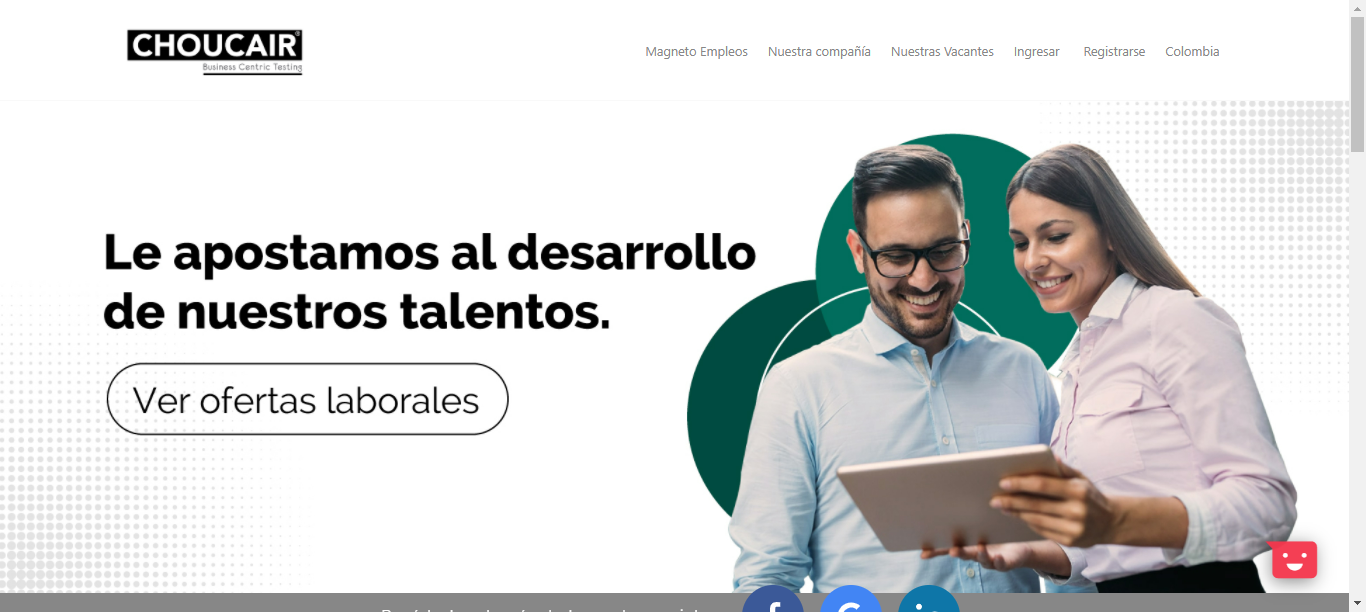 CHOUCAIR®
Business Centric Testing
Magneto Empleos Nuestra compañía Nuestras Vacantes Ingresar Registrarse Colombia
Le apostamos al desarrollo
de nuestros talentos.
Ver ofertas laborales